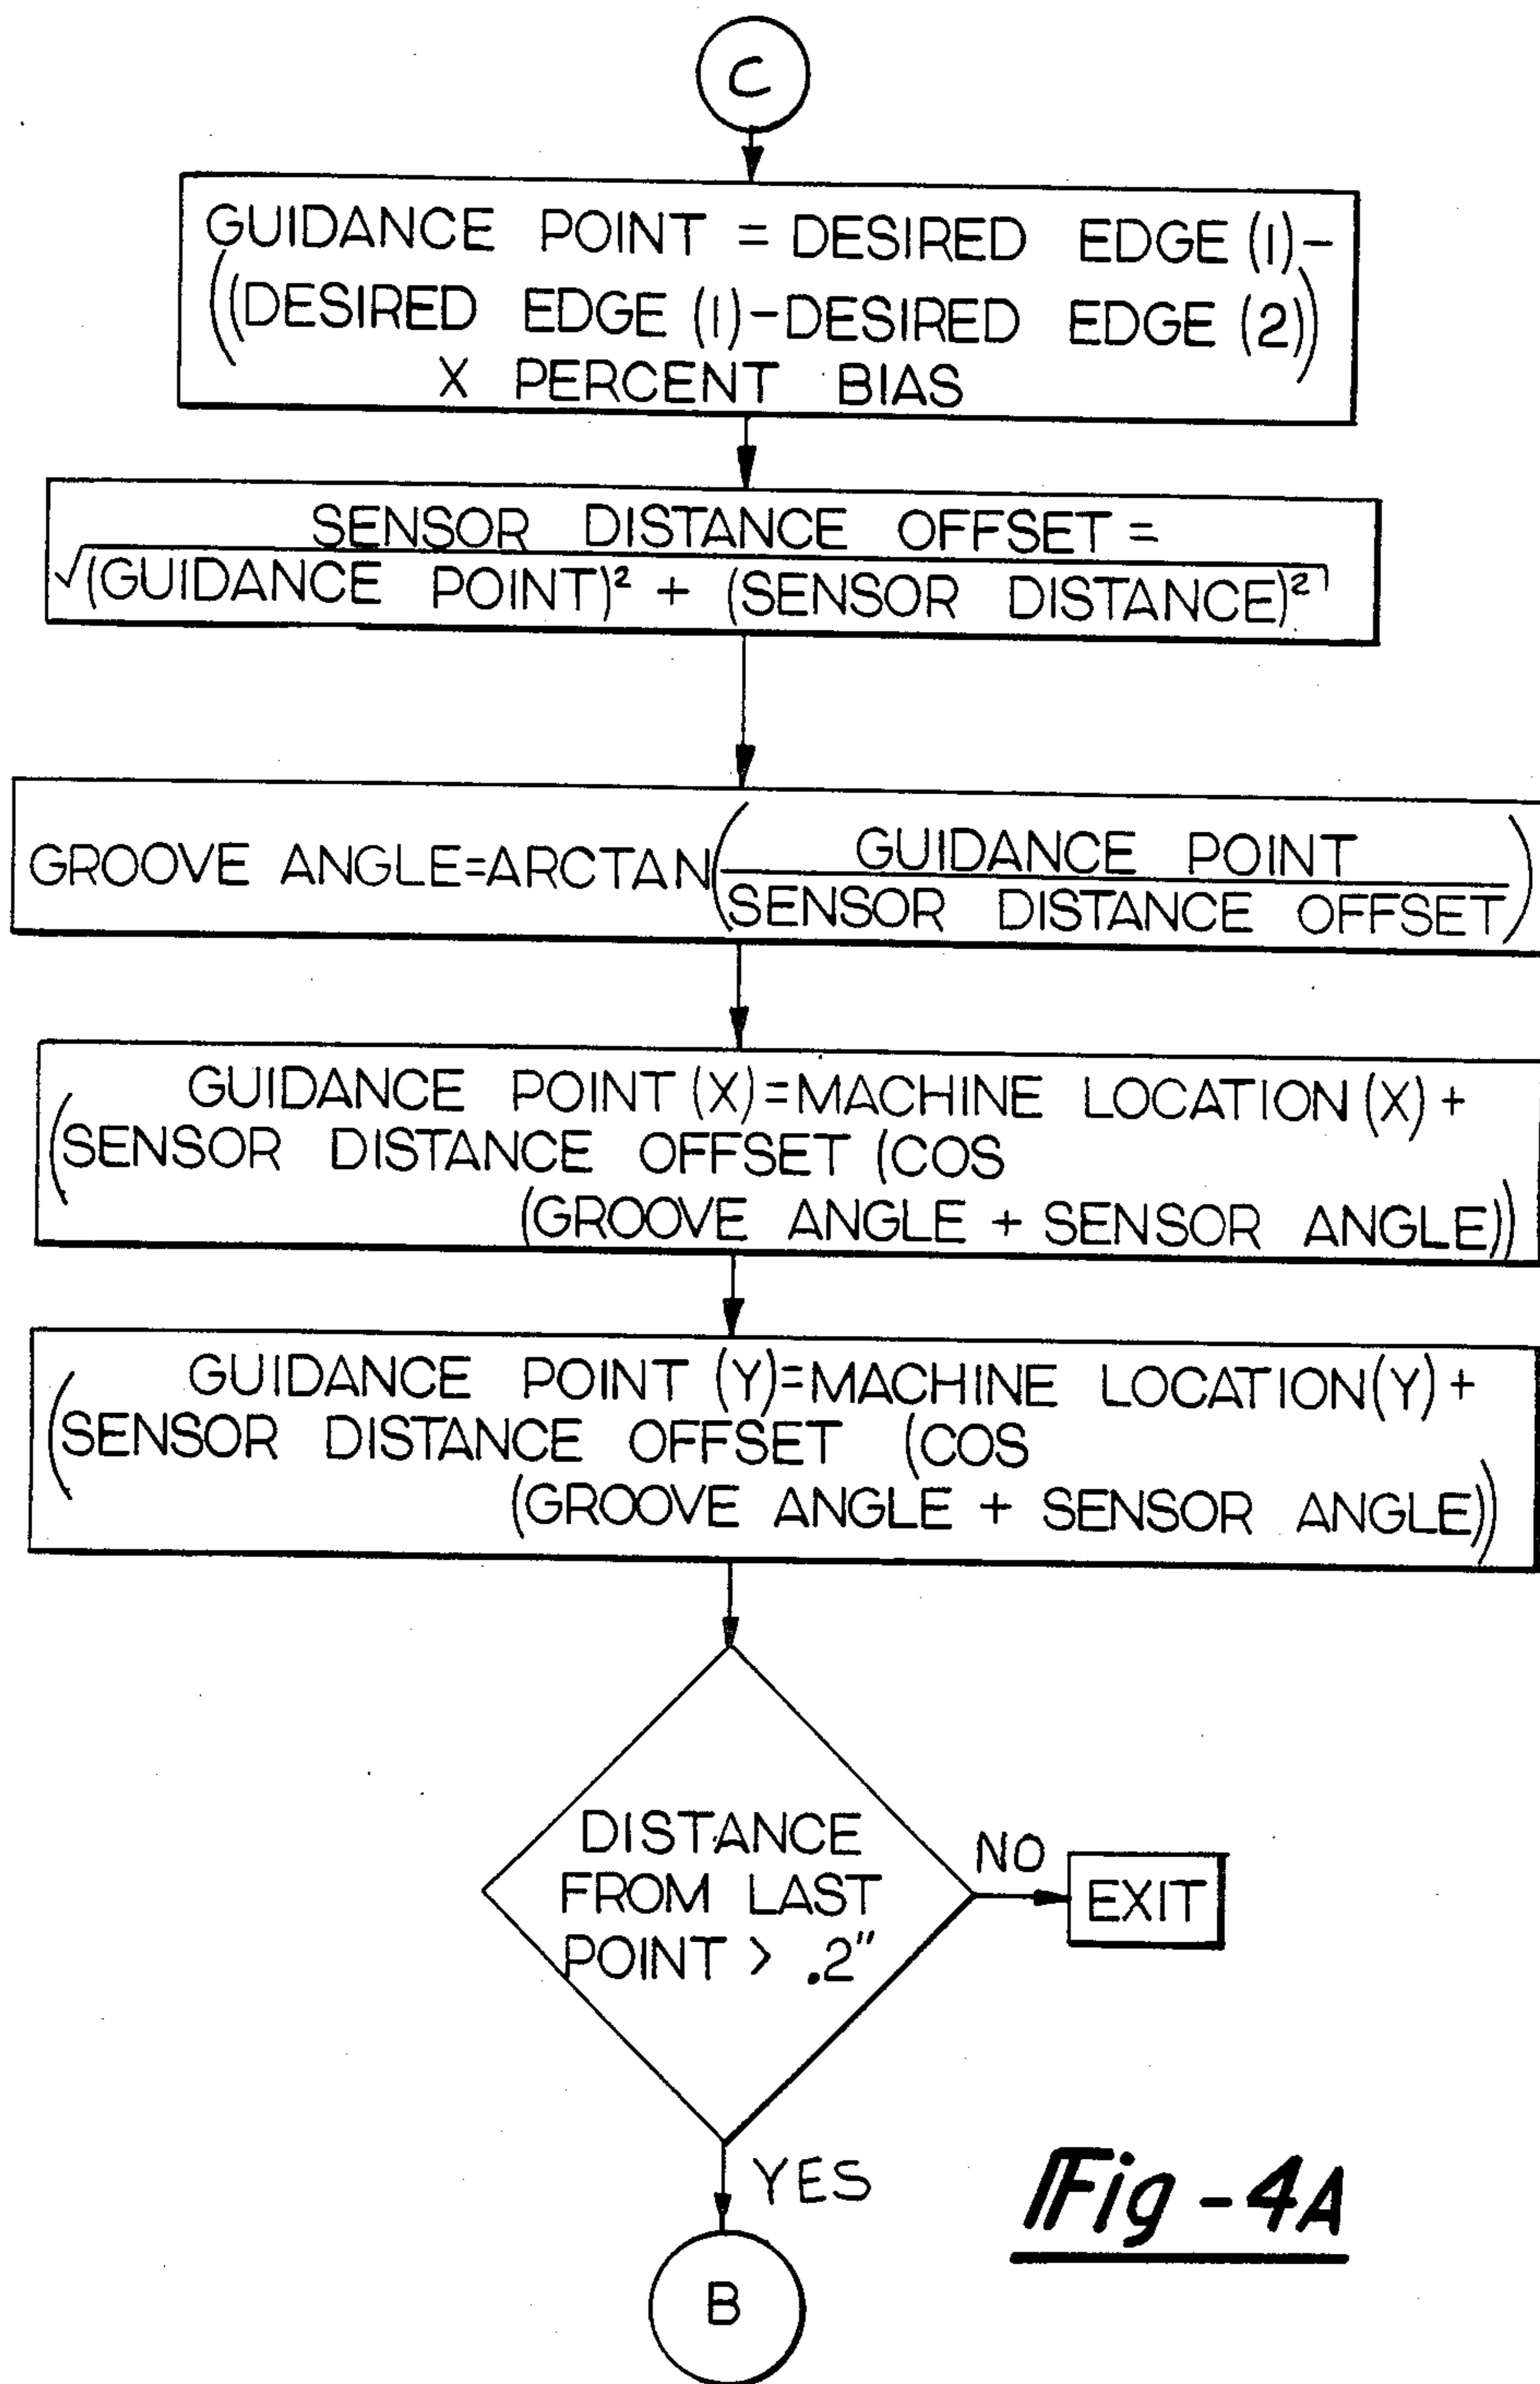 C
GUIDANCE POINT = DESIRED EDGE (1)-
((DESIRED EDGE (1)-DESIRED EDGE (2))
X PERCENT BIAS
SENSOR DISTANCE OFFSET =
√(GUIDANCE POINT)² + (SENSOR DISTANCE)²
GROOVE ANGLE=ARCTAN(GUIDANCE POINT
SENSOR DISTANCE OFFSET)
GUIDANCE POINT (X)=MACHINE LOCATION (X) +
(SENSOR DISTANCE OFFSET (COS
(GROOVE ANGLE + SENSOR ANGLE))
GUIDANCE POINT (Y)=MACHINE LOCATION(Y) +
(SENSOR DISTANCE OFFSET (COS
(GROOVE ANGLE + SENSOR ANGLE))
DISTANCE
FROM LAST
POINT > .2"
NO
EXIT
YES
B
Fig-4A